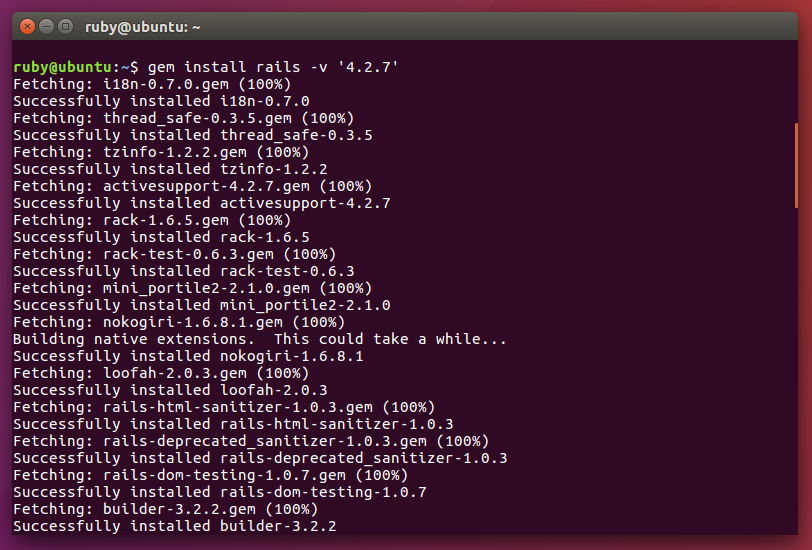 ruby@ubuntu: ~
ruby@ubuntu:~$ gem install rails -v '4.2.7'
Fetching: i18n-0.7.0.gem (100%)
Successfully installed i18n-0.7.0
Fetching: thread_safe-0.3.5.gem (100%)
Successfully installed thread_safe-0.3.5
Fetching: tzinfo-1.2.2.gem (100%)
Successfully installed tzinfo-1.2.2
Fetching: activesupport-4.2.7.gem (100%)
Successfully installed activesupport-4.2.7
Fetching: rack-1.6.5.gem (100%)
Successfully installed rack-1.6.5
Fetching: rack-test-0.6.3.gem (100%)
Successfully installed rack-test-0.6.3
Fetching: mini_portile2-2.1.0.gem (100%)
Successfully installed mini_portile2-2.1.0
Fetching: nokogiri-1.6.8.1.gem (100%)
Building native extensions.  This could take a while...
Successfully installed nokogiri-1.6.8.1
Fetching: loofah-2.0.3.gem (100%)
Successfully installed loofah-2.0.3
Fetching: rails-html-sanitizer-1.0.3.gem (100%)
Successfully installed rails-html-sanitizer-1.0.3
Fetching: rails-deprecated_sanitizer-1.0.3.gem (100%)
Successfully installed rails-deprecated_sanitizer-1.0.3
Fetching: rails-dom-testing-1.0.7.gem (100%)
Successfully installed rails-dom-testing-1.0.7
Fetching: builder-3.2.2.gem (100%)
Successfully installed builder-3.2.2